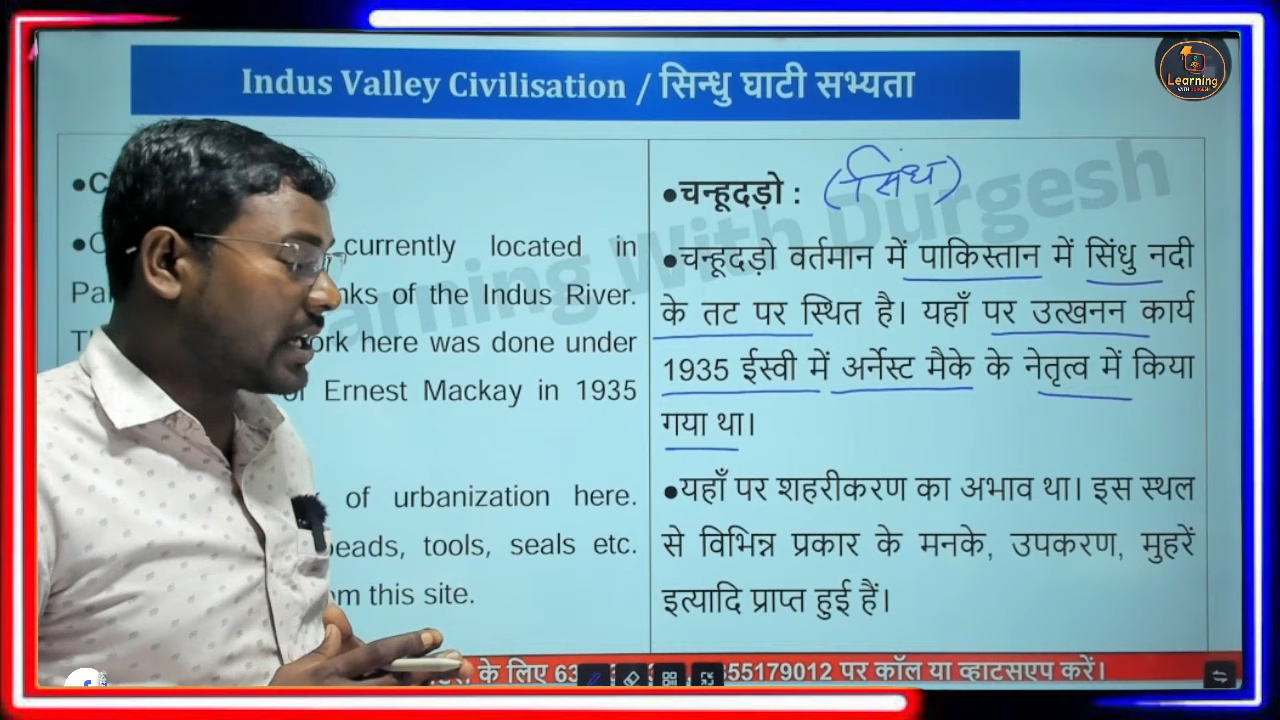 Indus Valley Civilisation / सिन्धु घाटी सभ्यता
Learning
currently located in
nks of the Indus River.
ork here was done under
Ernest Mackay in 1935
of urbanization here.
beads, tools, seals etc.
om this site.
•चन्हूदड़ो : (सिंध)
•चन्हूदड़ो वर्तमान में पाकिस्तान में सिंधु नदी
के तट पर स्थित है। यहाँ पर उत्खनन कार्य
1935 ईस्वी में अर्नेस्ट मैके के नेतृत्व में किया
गया था।
•यहाँ पर शहरीकरण का अभाव था। इस स्थल
से विभिन्न प्रकार के मनके, उपकरण, मुहरें
इत्यादि प्राप्त हुई हैं।
With Durgesh
के लिए 63 55179012 पर कॉल या व्हाटसएप करें।